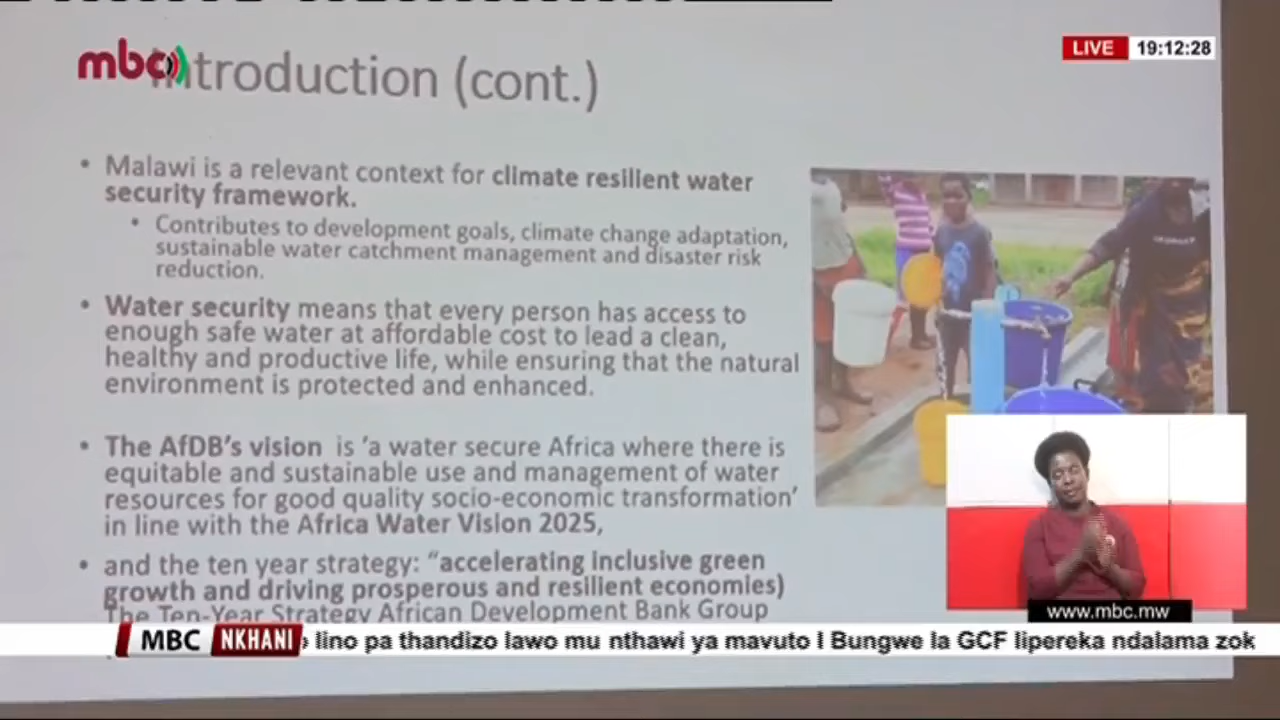 mbc
Introduction (cont.)
LIVE 19:12:28
• Malawi is a relevant context for climate resilient water
security framework.
• Contributes to development goals, climate change adaptation,
sustainable water catchment management and disaster risk
reduction.
• Water security means that every person has access to
enough safe water at affordable cost to lead a clean,
healthy and productive life, while ensuring that the natural
environment is protected and enhanced.
• The AfDB's vision is 'a water secure Africa where there is
equitable and sustainable use and management of water
resources for good quality socio-economic transformation'
in line with the Africa Water Vision 2025,
• and the ten year strategy: “accelerating inclusive green
growth and driving prosperous and resilient economies)
The Ten-Year Strategy African Development Bank Group
www.mbc.mw
MBC NKHANI lino pa thandizo lawo mu nthawi ya mavuto I Bungwe la GCF lipereka ndalama zok